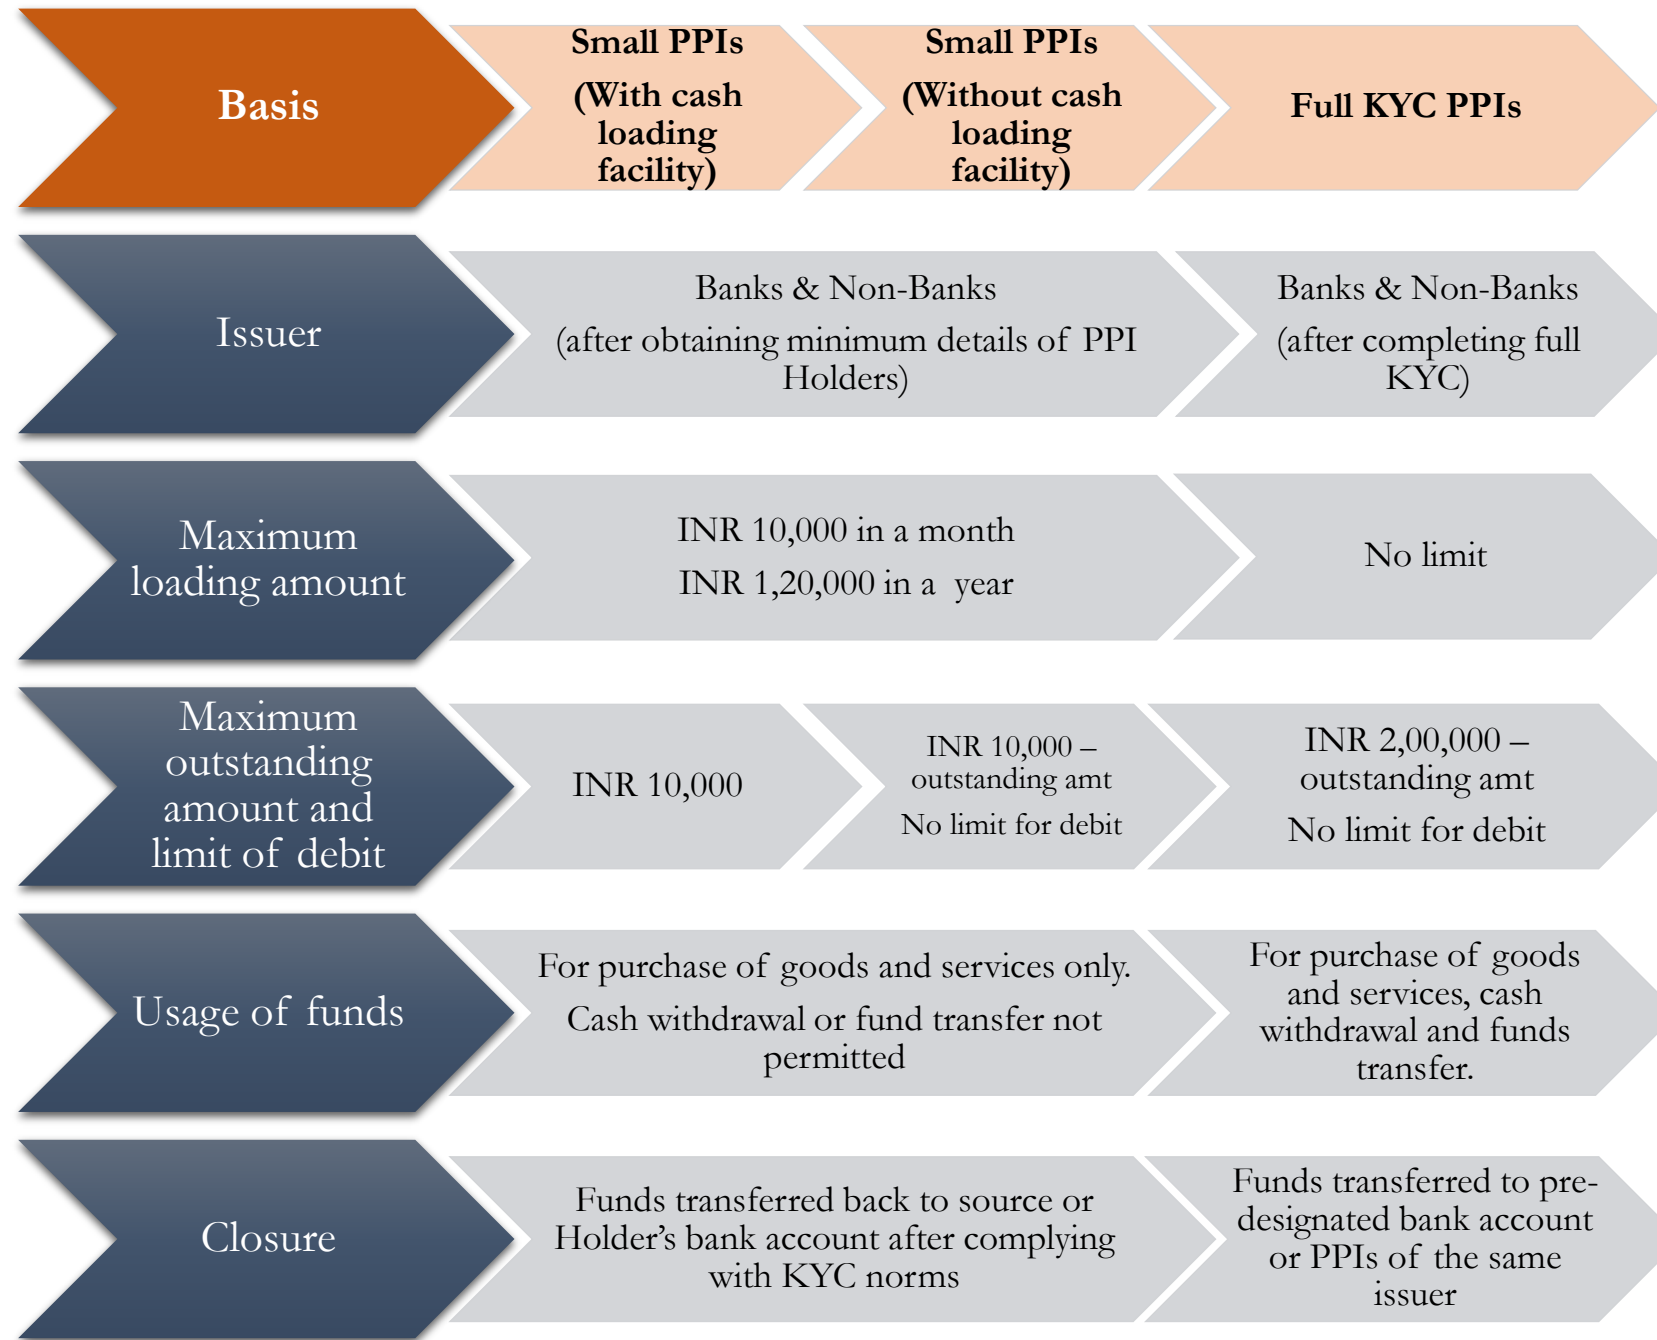 Basis
Small PPIs
(With cash
loading
facility)
Small PPIs
(Without cash
loading
facility)
Full KYC PPIs
Issuer
Banks & Non-Banks
(after obtaining minimum details of PPI
Holders)
Banks & Non-Banks
(after completing full
KYC)
Maximum
loading amount
INR 10,000 in a month
INR 1,20,000 in a year
No limit
Maximum
outstanding
amount and
limit of debit
INR 10,000
INR 10,000 –
outstanding amt
No limit for debit
INR 2,00,000 –
outstanding amt
No limit for debit
Usage of funds
For purchase of goods and services only.
Cash withdrawal or fund transfer not
permitted
For purchase of goods
and services, cash
withdrawal and funds
transfer.
Closure
Funds transferred back to source or
Holder’s bank account after complying
with KYC norms
Funds transferred to pre-
designated bank account
or PPIs of the same
issuer